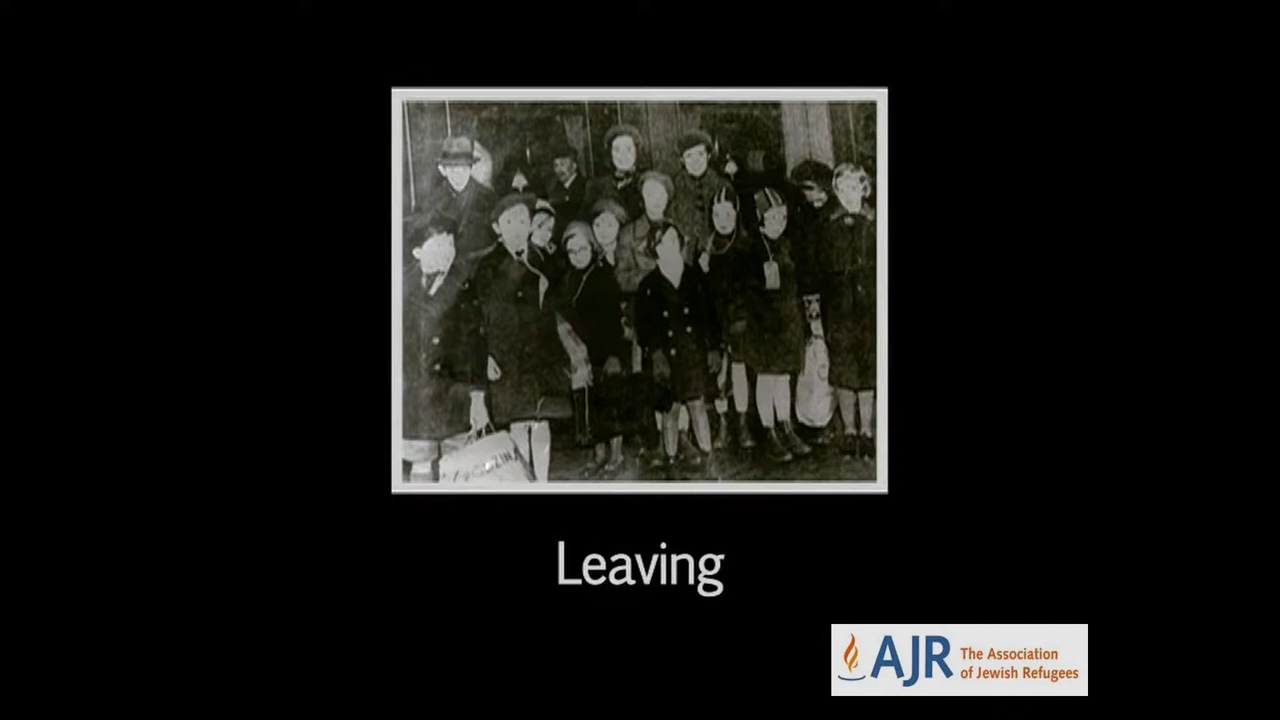 Leaving
AJR
The Association
of Jewish Refugees